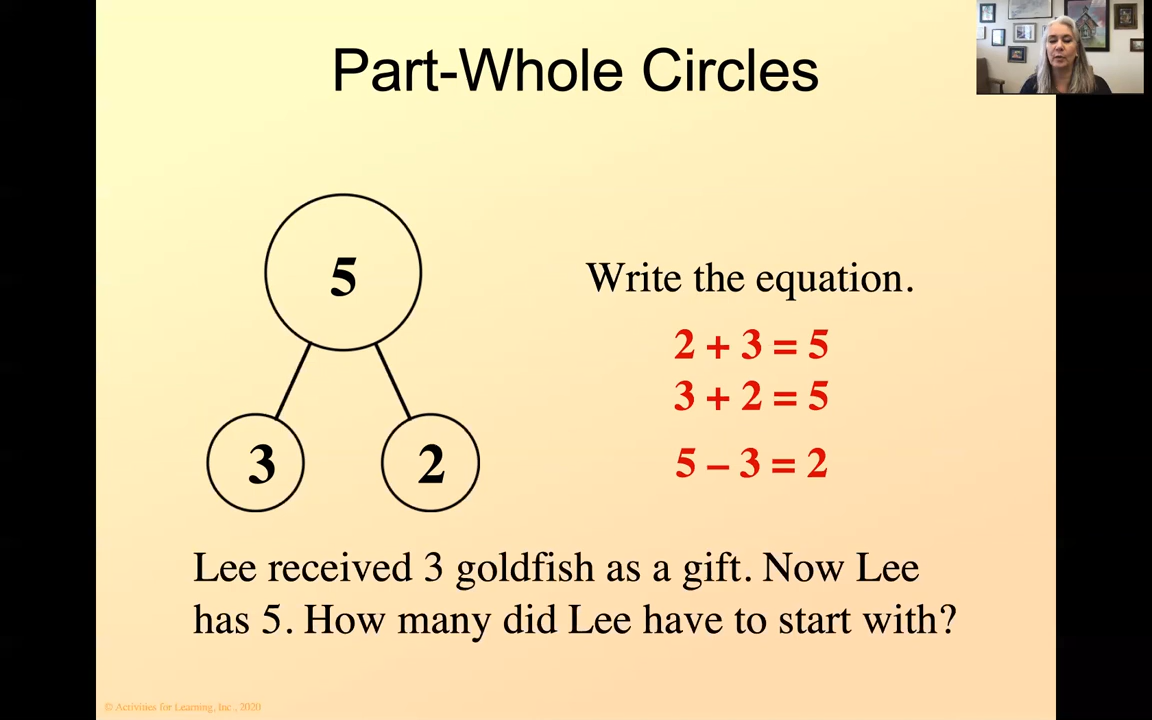 Part-Whole Circles
5
3
2
Write the equation.
2 + 3 = 5
3 + 2 = 5
5 – 3 = 2
Lee received 3 goldfish as a gift. Now Lee
has 5. How many did Lee have to start with?
© Activities for Learning, Inc., 2020